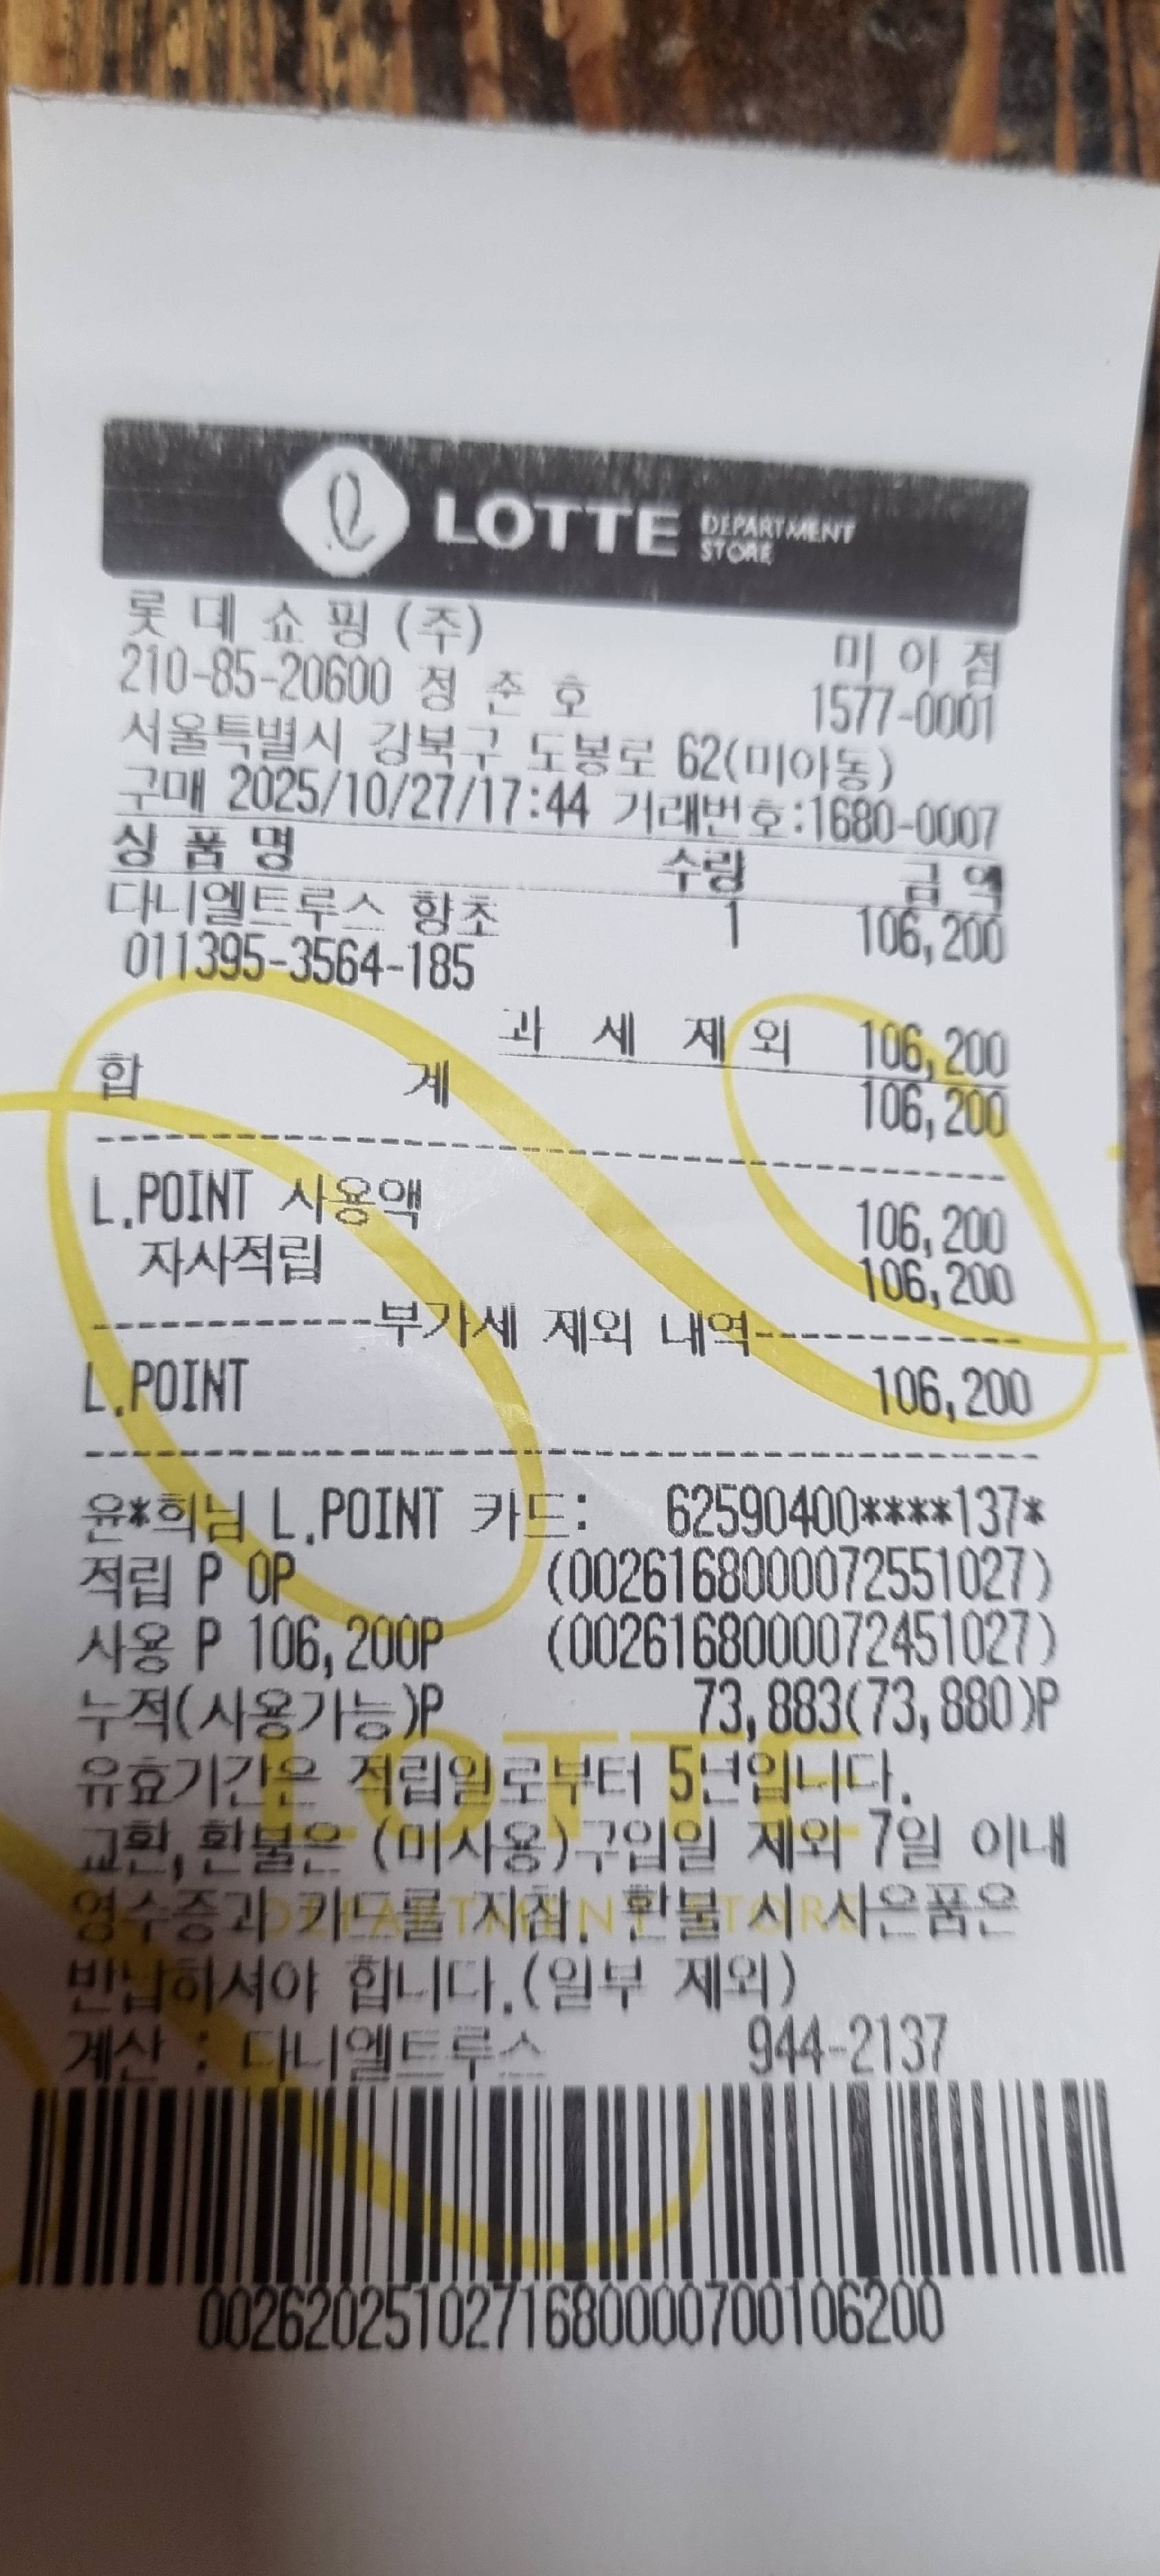 LOTTE DEPARTMENT STORE
롯데쇼핑(주) 미아점
210-85-20600 정준호 1577-0001
서울특별시 강북구 도봉로 62(미아동)
구매 2025/10/27/17:44 거래번호:1680-0007
상품명 수량 금액
다니엘트루스 향초 1 106,200
011395-3564-185
과 세 제 외 106,200
합 계 106,200
L.POINT 사용액 106,200
자사적립 106,200
------------부가세 제외 내역------------
L.POINT 106,200
윤*희님 L.POINT 카드: 62590400****137*
적립 P 0P (0026168000072551027)
사용 P 106,200P (0026168000072451027)
누적(사용가능)P 73,883(73,880)P
유효기간은 적립일로부터 5년입니다.
교환,환불은 (미사용)구입일 제외 7일 이내
영수증과 카드를 지참. 환불 시 사은품은
반납하셔야 합니다.(일부 제외)
계산 : 다니엘트루스 944-2137
0026202510271680000700106200
LOTTE
DEPARTMENT STORE